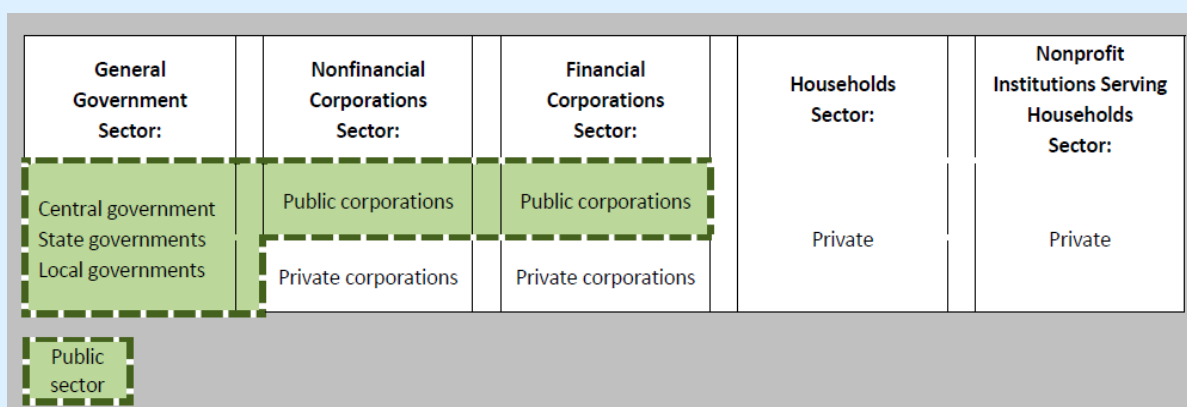 General
Government
Sector:
Nonfinancial
Corporations
Sector:
Financial
Corporations
Sector:
Households
Sector:
Nonprofit
Institutions Serving
Households
Sector:
Central government
State governments
Local governments
Public corporations
Private corporations
Public corporations
Private corporations
Private
Private
Public
sector